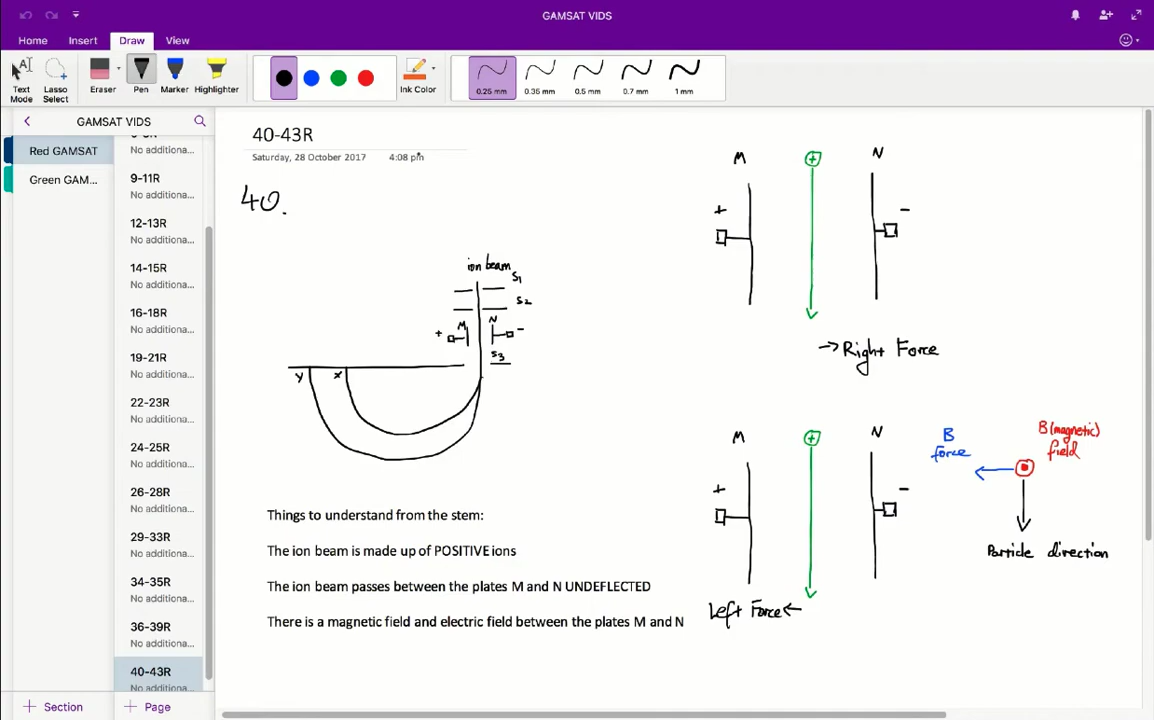 GAMSAT VIDS
Home Insert Draw View
Text Mode
Lasso Select
Eraser
Pen
Marker
Highlighter
Ink Color
0.25 mm
0.35 mm
0.5 mm
0.7 mm
1 mm
GAMSAT VIDS
Red GAMSAT
Green GAM...
No additiona...
9-11R
No additiona...
12-13R
No additiona...
14-15R
No additiona...
16-18R
No additiona...
19-21R
No additiona...
22-23R
No additiona...
24-25R
No additiona...
26-28R
No additiona...
29-33R
No additiona...
34-35R
No additiona...
36-39R
No additiona...
40-43R
No additiona...
+ Section
+ Page
40-43R
Saturday, 28 October 2017 4:08 pm
40.
ion beam
S1
S2
M N
+ -
S3
y x
Things to understand from the stem:
The ion beam is made up of POSITIVE ions
The ion beam passes between the plates M and N UNDEFLECTED
There is a magnetic field and electric field between the plates M and N
M + N
+ -
→ Right Force
M + N
+ -
Left Force ←
B force
B (magnetic) field
Particle direction